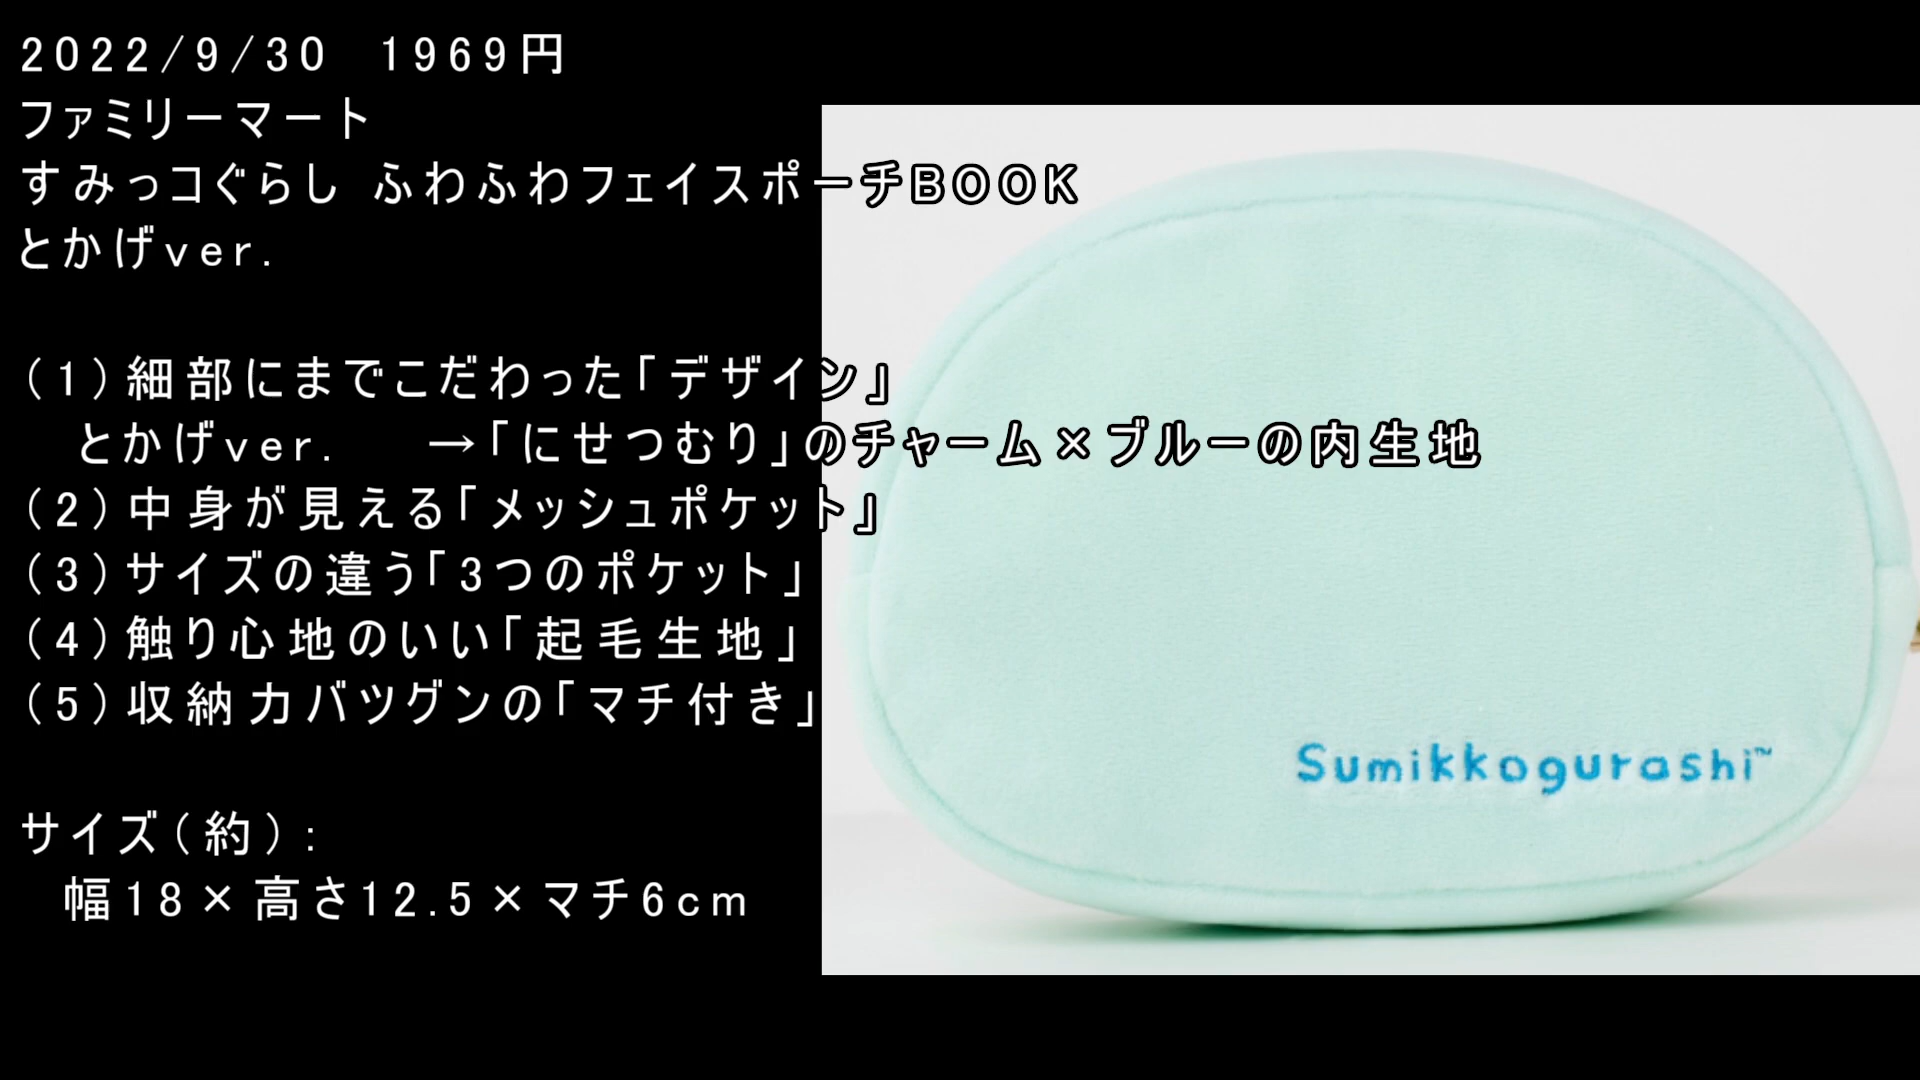 2022/9/30　1969円
ファミリーマート
すみっコぐらし ふわふわフェイスポーチBOOK
とかげver.
(1)細部にまでこだわった「デザイン」
とかげver.　→「にせつむり」のチャーム×ブルーの内生地
(2)中身が見える「メッシュポケット」
(3)サイズの違う「3つのポケット」
(4)触り心地のいい「起毛生地」
(5)収納力バツグンの「マチ付き」
サイズ(約):
幅18×高さ12.5×マチ6cm
Sumikkogurashi™